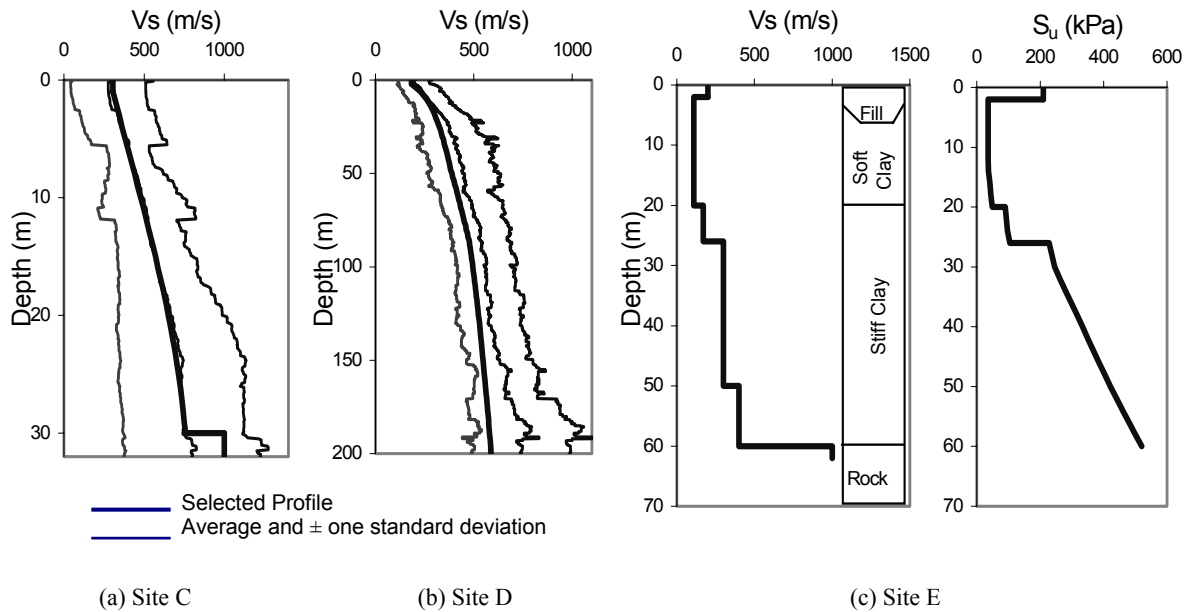 Vs (m/s)
0 500 1000
0
10
20
30
Depth (m)
Vs (m/s)
0 500 1000
0
50
100
150
200
Depth (m)
Vs (m/s)
0 500 1000 1500
0
10
20
30
40
50
60
70
Depth (m)
Fill
Soft
Clay
Stiff Clay
Rock
Su (kPa)
0 200 400 600
0
10
20
30
40
50
60
70
Selected Profile
Average and ± one standard deviation
(a) Site C
(b) Site D
(c) Site E